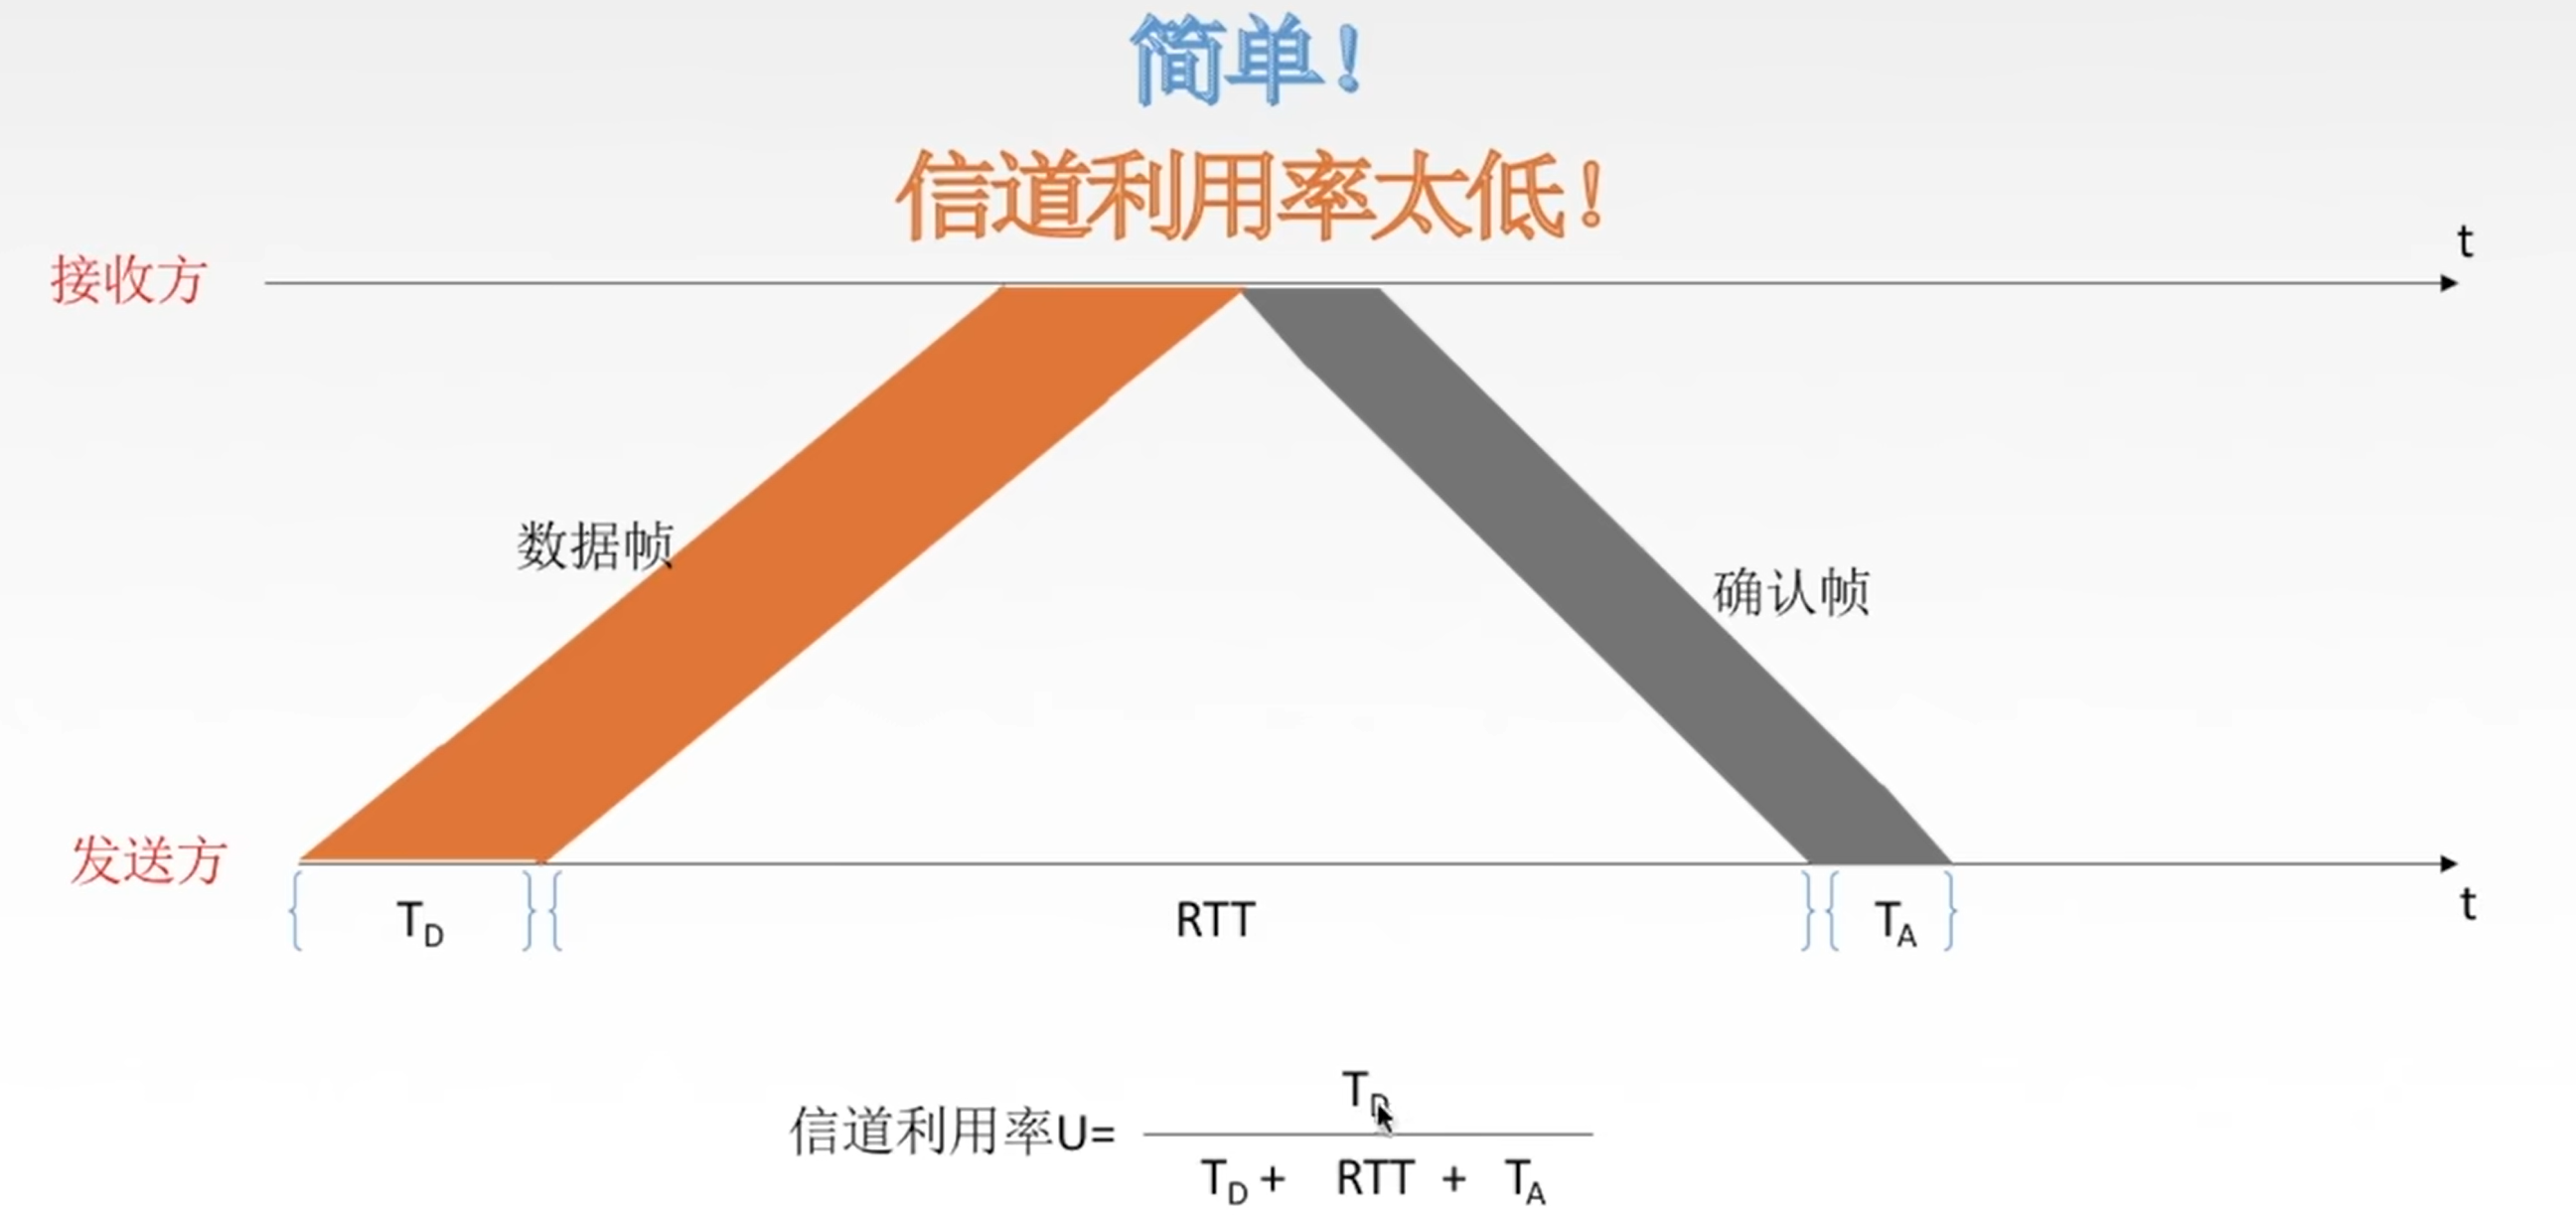 简单！
信道利用率太低！
t
接收方
数据帧
确认帧
发送方
t
T_D
RTT
T_A
信道利用率U=
T_D
T_D + RTT + T_A